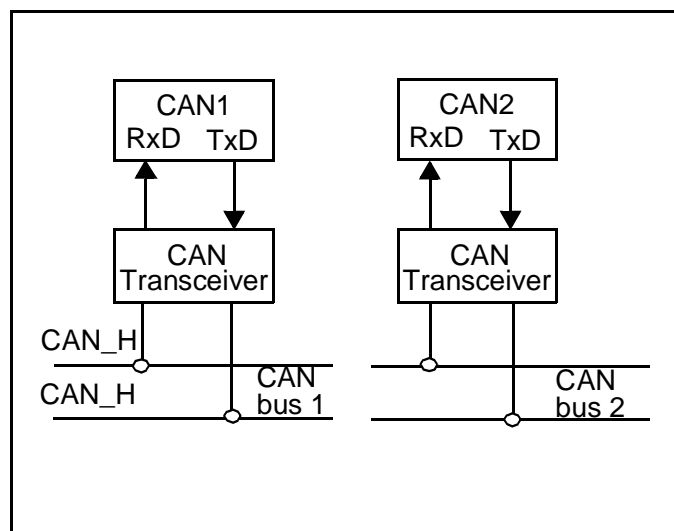 CAN1
RxD TxD
CAN
Transceiver
CAN_H
CAN_H
CAN
bus 1
CAN2
RxD TxD
CAN
Transceiver
CAN
bus 2